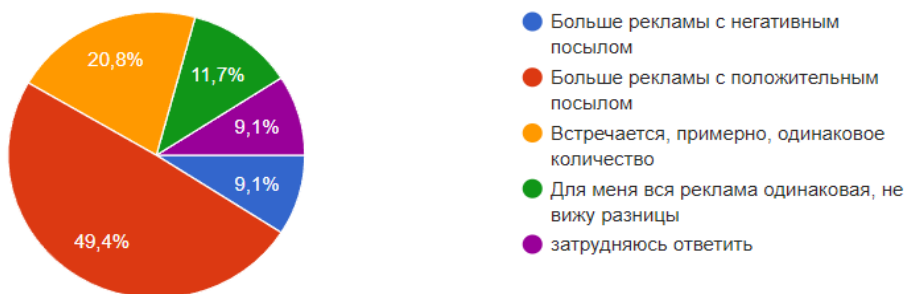 20,8%
11,7%
9,1%
9,1%
49,4%
Больше рекламы с негативным
посылом
Больше рекламы с положительным
посылом
Встречается, примерно, одинаковое
количество
Для меня вся реклама одинаковая, не
вижу разницы
затрудняюсь ответить